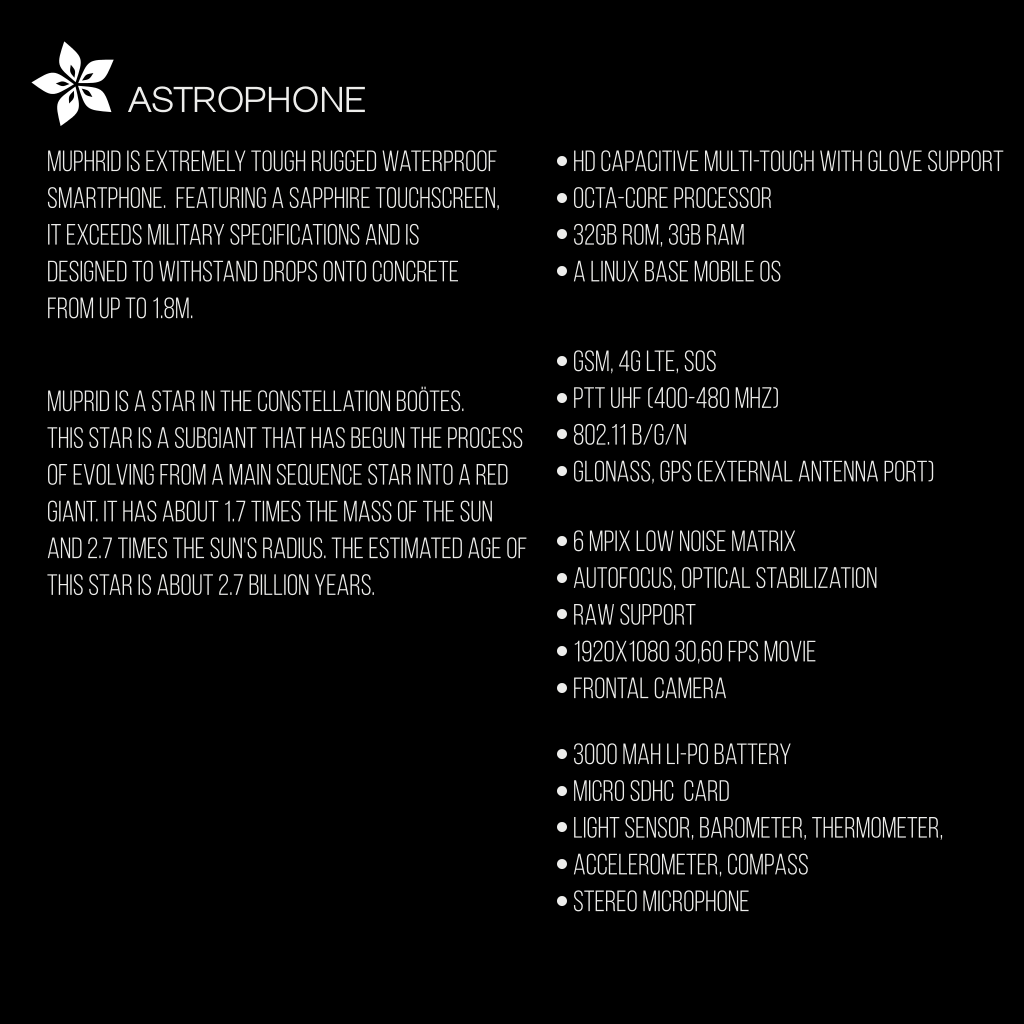 ASTROPHONE
MUPHRID IS EXTREMELY TOUGH RUGGED WATERPROOF
SMARTPHONE. FEATURING A SAPPHIRE TOUCHSCREEN,
IT EXCEEDS MILITARY SPECIFICATIONS AND IS
DESIGNED TO WITHSTAND DROPS ONTO CONCRETE
FROM UP TO 1.8M.
MUPRID IS A STAR IN THE CONSTELLATION BOÖTES.
THIS STAR IS A SUBGIANT THAT HAS BEGUN THE PROCESS
OF EVOLVING FROM A MAIN SEQUENCE STAR INTO A RED
GIANT. IT HAS ABOUT 1.7 TIMES THE MASS OF THE SUN
AND 2.7 TIMES THE SUN'S RADIUS. THE ESTIMATED AGE OF
THIS STAR IS ABOUT 2.7 BILLION YEARS.
• HD CAPACITIVE MULTI-TOUCH WITH GLOVE SUPPORT
• OCTA-CORE PROCESSOR
• 32GB ROM, 3GB RAM
• A LINUX BASE MOBILE OS
• GSM, 4G LTE, SOS
• PTT UHF (400-480 MHZ)
• 802.11 B/G/N
• GLONASS, GPS (EXTERNAL ANTENNA PORT)
• 6 MPIX LOW NOISE MATRIX
• AUTOFOCUS, OPTICAL STABILIZATION
• RAW SUPPORT
• 1920X1080 30,60 FPS MOVIE
• FRONTAL CAMERA
• 3000 MAH LI-PO BATTERY
• MICRO SDHC CARD
• LIGHT SENSOR, BAROMETER, THERMOMETER,
• ACCELEROMETER, COMPASS
• STEREO MICROPHONE